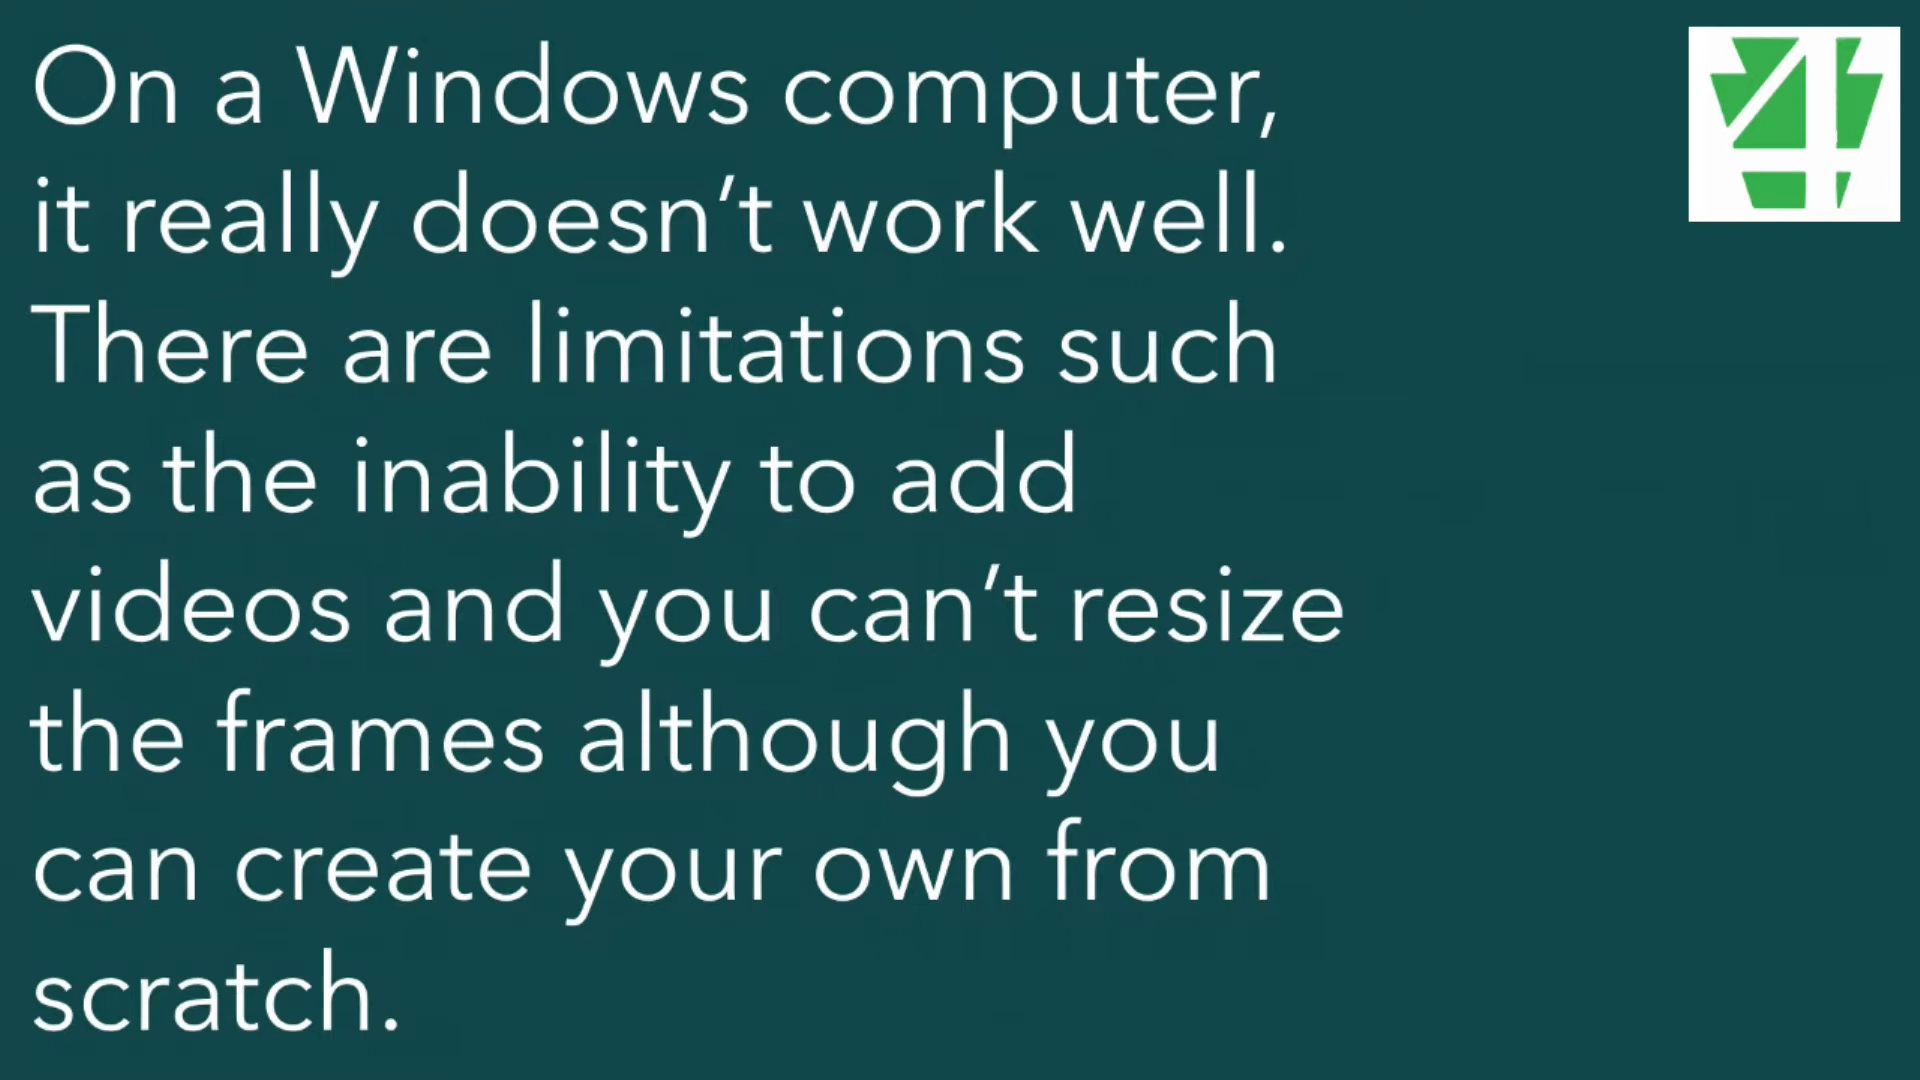 On a Windows computer,
it really doesn’t work well.
There are limitations such
as the inability to add
videos and you can’t resize
the frames although you
can create your own from
scratch.
4